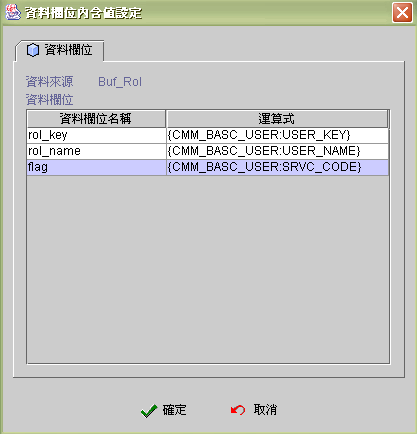 資料欄位內含值設定
資料欄位
資料來源 Buf_Rol
資料欄位
資料欄位名稱 運算式
rol_key {CMM_BASC_USER:USER_KEY}
rol_name {CMM_BASC_USER:USER_NAME}
flag {CMM_BASC_USER:SRVC_CODE}
確定 取消